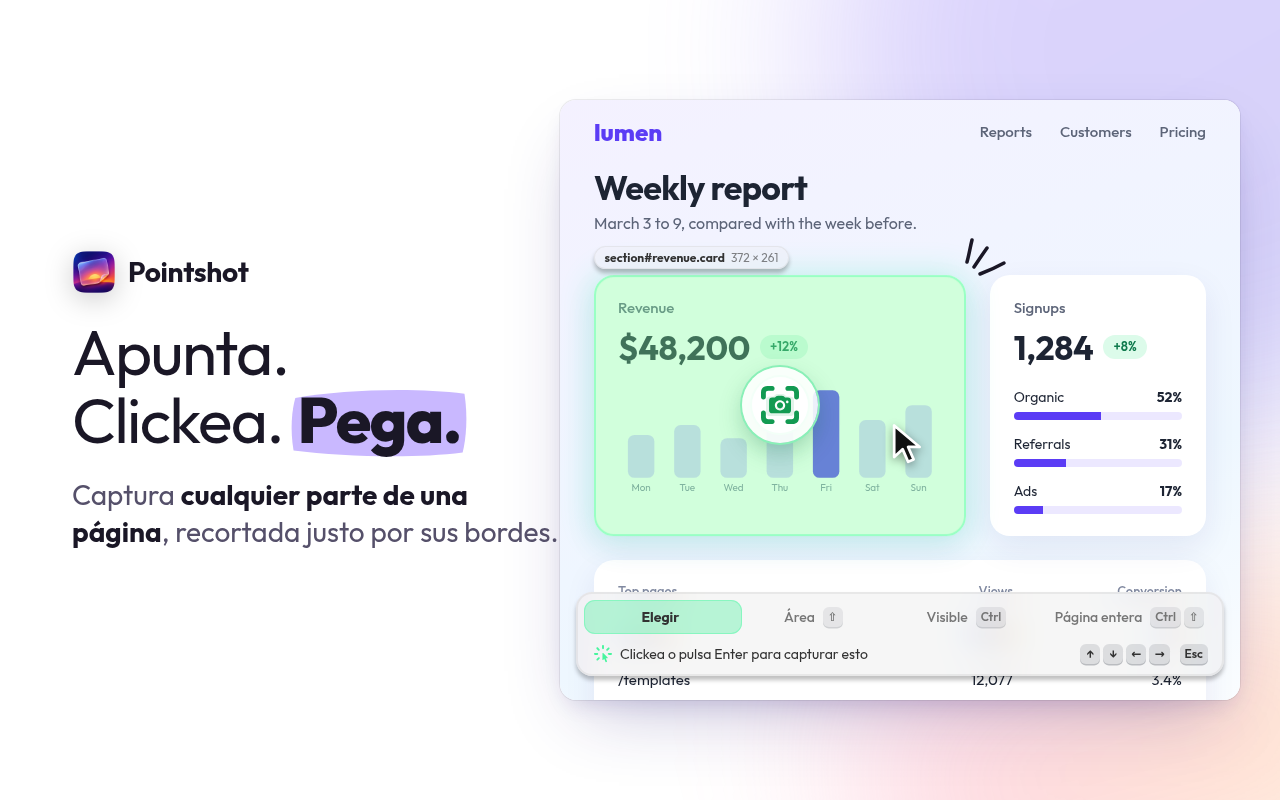 Pointshot
Apunta.
Clickea. Pega.
Captura cualquier parte de una
página, recortada justo por sus bordes.
lumen
Reports Customers Pricing
Weekly report
March 3 to 9, compared with the week before.
section#revenue.card 372 × 261
Revenue
$48,200 +12%
Mon Tue Wed Thu Fri Sat Sun
Signups
1,284 +8%
Organic 52%
Referrals 31%
Ads 17%
Top pages Views Conversion
Elegir Área ⇧ Visible Ctrl Página entera Ctrl ⇧
Clickea o pulsa Enter para capturar esto ↑ ↓ ← → Esc
/templates 12,077 3.4%